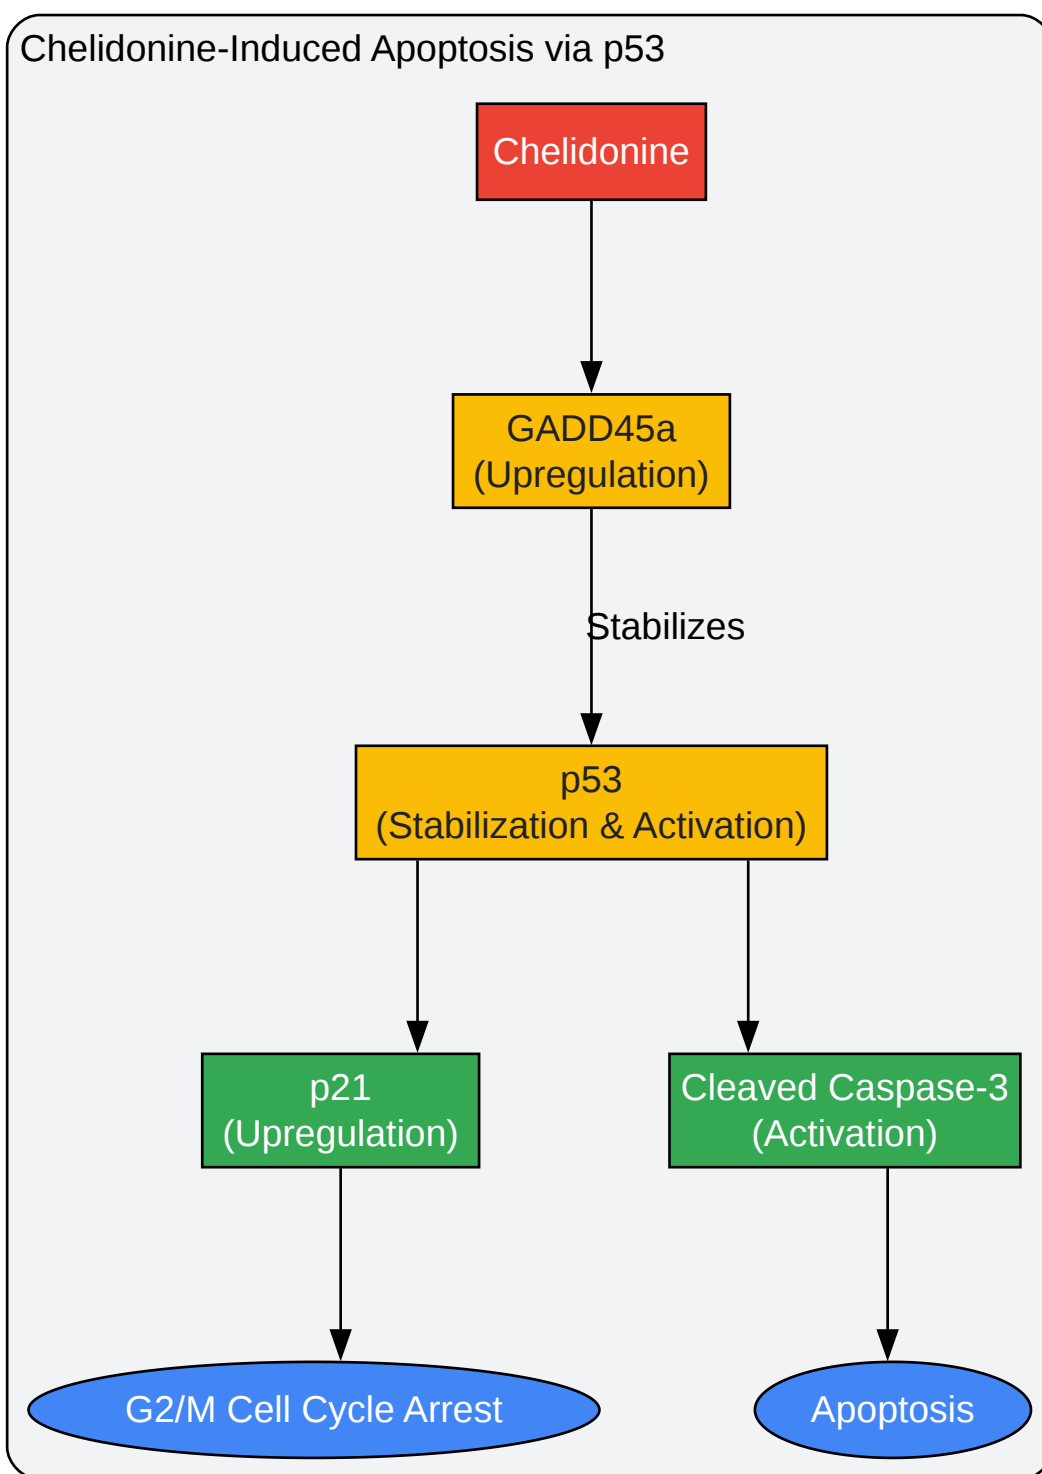 Chelidonine-Induced Apoptosis via p53
Chelidonine
GADD45a
(Upregulation)
Stabilizes
p53
(Stabilization & Activation)
p21
(Upregulation)
Cleaved Caspase-3
(Activation)
G2/M Cell Cycle Arrest
Apoptosis